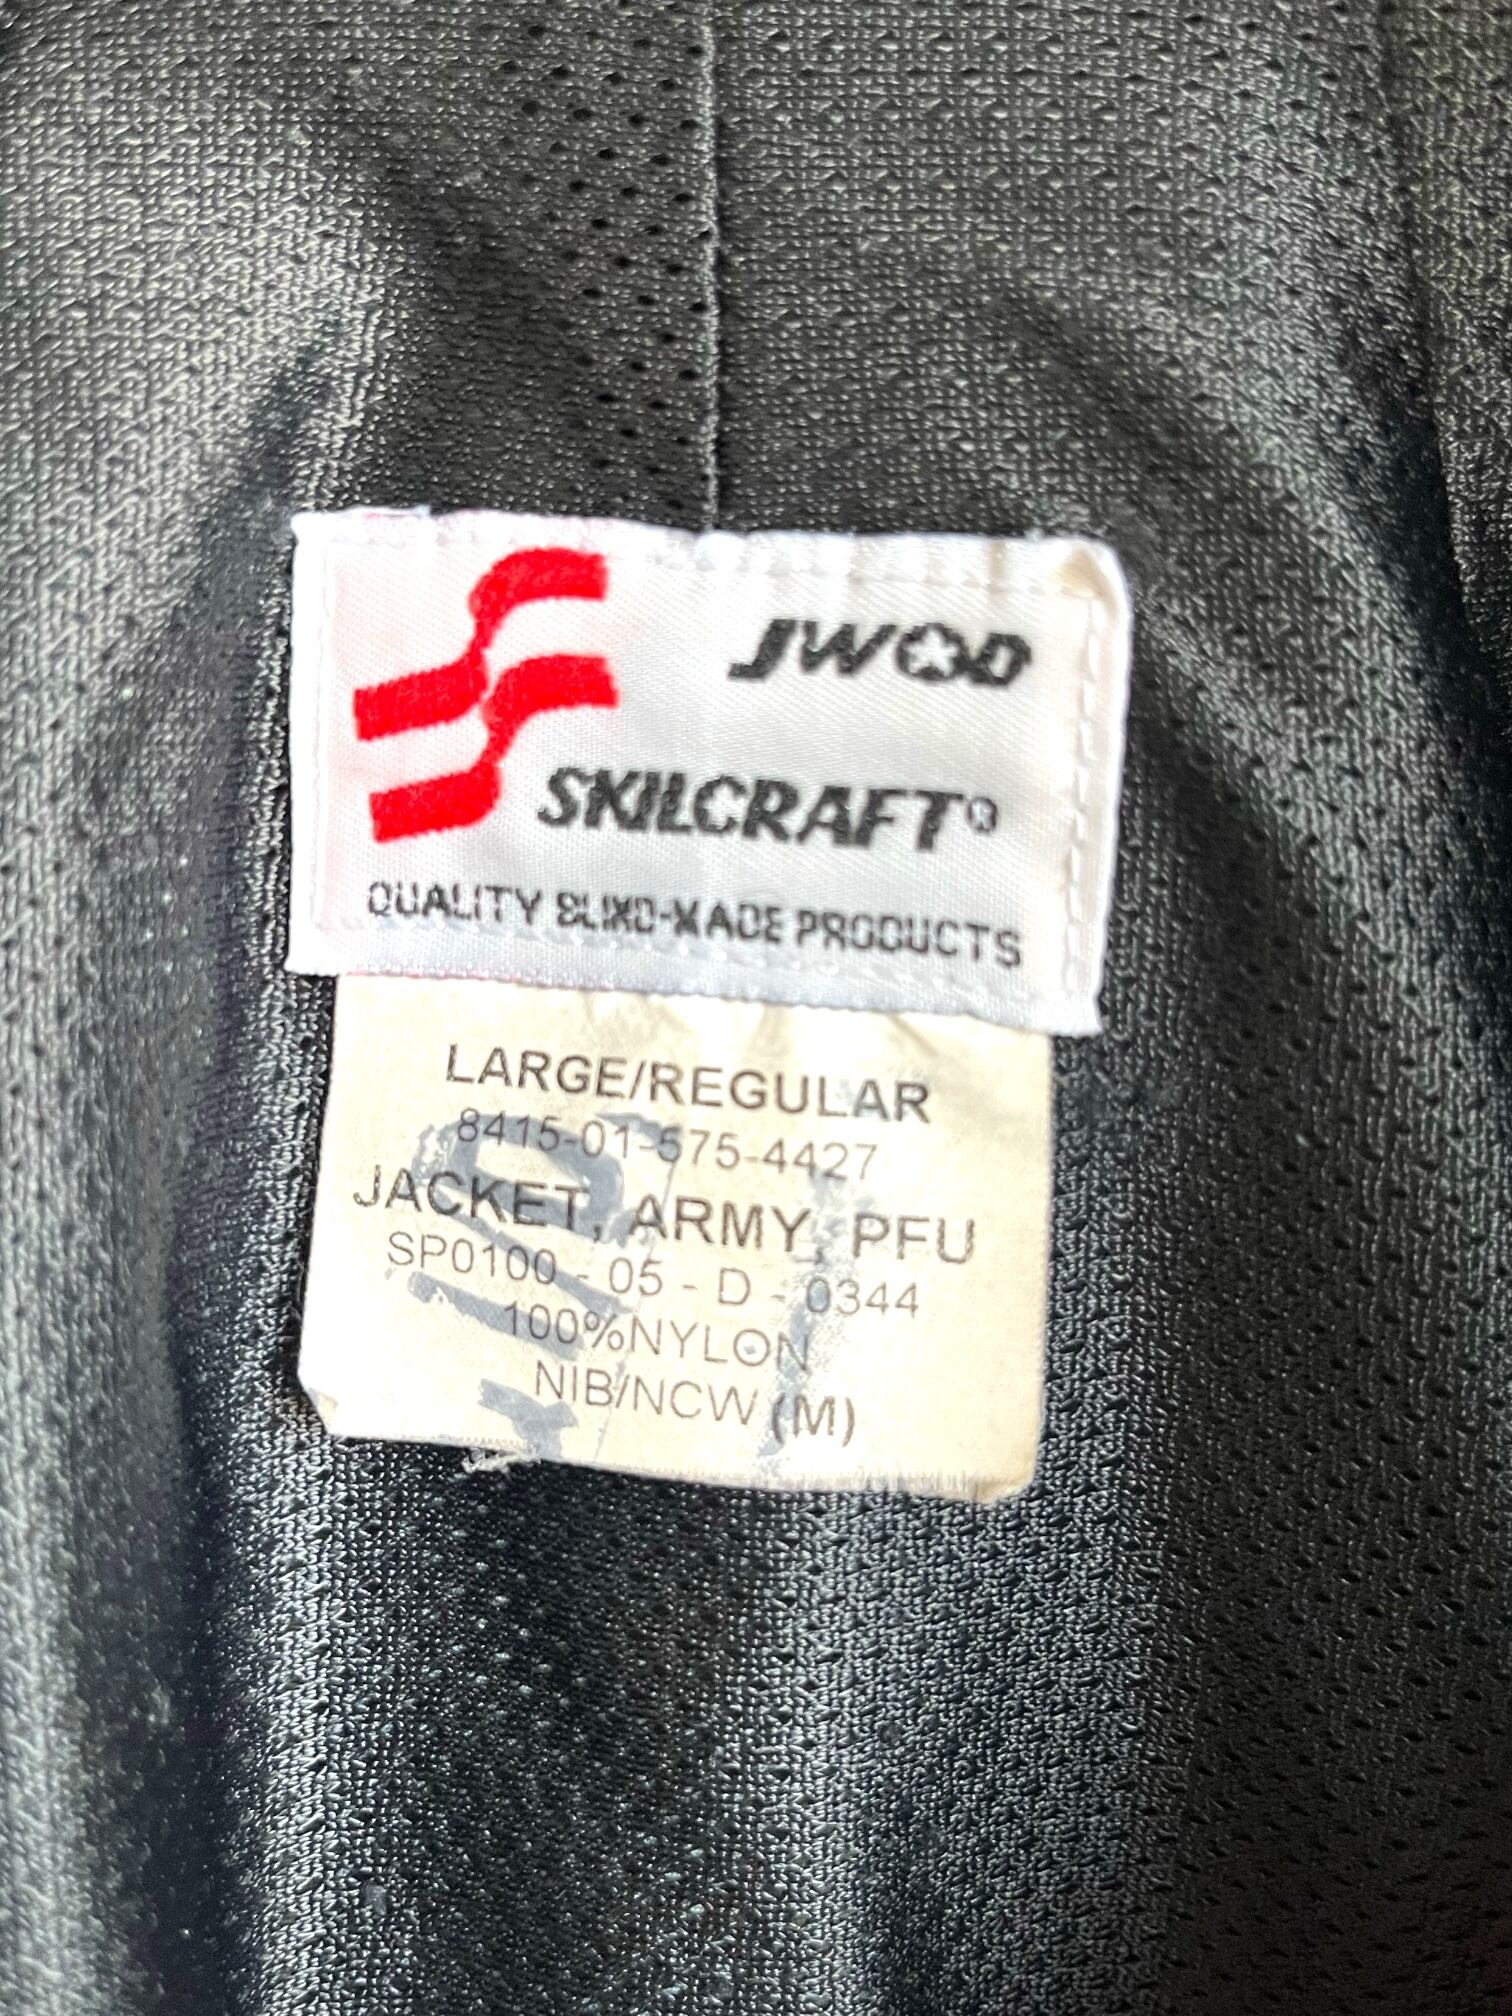 JWOD
SKILCRAFT®
QUALITY BLIND-MADE PRODUCTS
LARGE/REGULAR
8415-01-575-4427
JACKET, ARMY, PFU
SP0100 - 05 - D - 0344
100%NYLON
NIB/NCW (M)